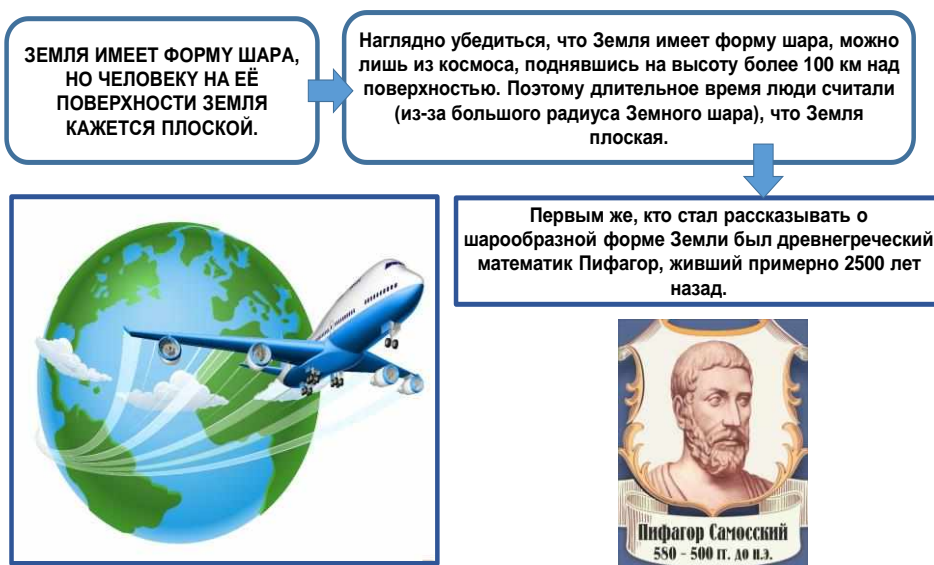 ЗЕМЛЯ ИМЕЕТ ФОРМУ ШАРА,
НО ЧЕЛОВЕКУ НА ЕЁ
ПОВЕРХНОСТИ ЗЕМЛЯ
КАЖЕТСЯ ПЛОСКОЙ.
Наглядно убедиться, что Земля имеет форму шара, можно
лишь из космоса, поднявшись на высоту более 100 км над
поверхностью. Поэтому длительное время люди считали
(из-за большого радиуса Земного шара), что Земля
плоская.
Первым же, кто стал рассказывать о
шарообразной форме Земли был древнегреческий
математик Пифагор, живший примерно 2500 лет
назад.
Пифагор Самосский
580 - 500 гг. до н.э.